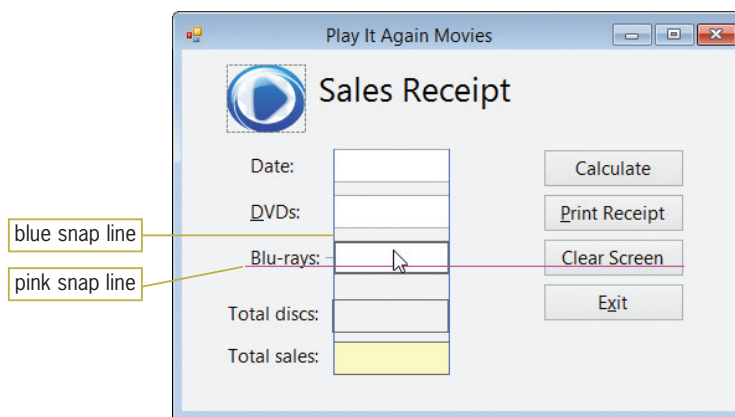 Play It Again Movies
Sales Receipt
Date:
Calculate
DVDs:
Print Receipt
blue snap line
Blu-rays:
Clear Screen
pink snap line
Exit
Total discs:
Total sales: